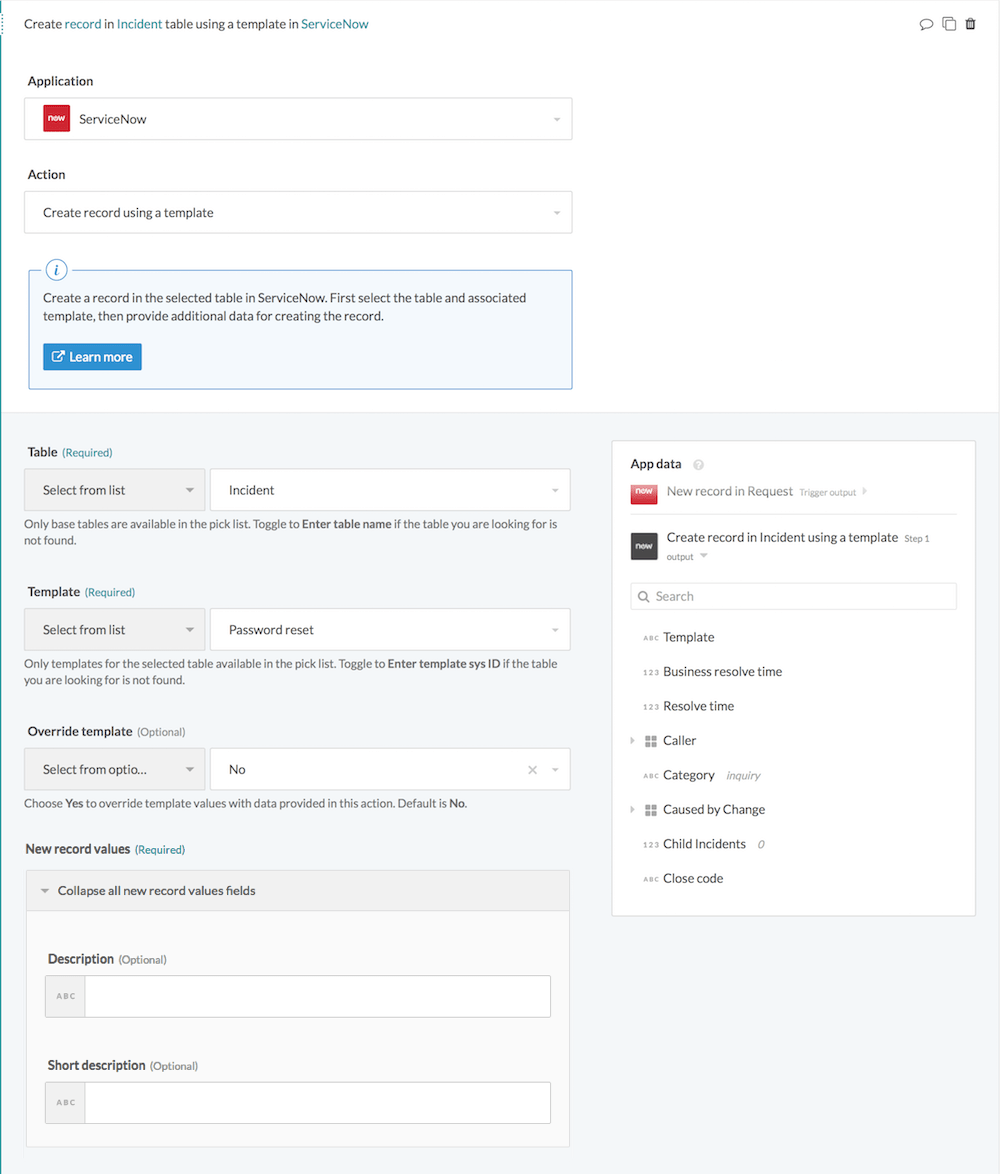 Create record in Incident table using a template in ServiceNow
Application
now
ServiceNow
Action
Create record using a template
i
Create a record in the selected table in ServiceNow. First select the table and associated
template, then provide additional data for creating the record.
Learn more
Table (Required)
Select from list
Incident
Only base tables are available in the pick list. Toggle to Enter table name if the table you are looking for is
not found.
Template (Required)
Select from list
Password reset
Only templates for the selected table available in the pick list. Toggle to Enter template sys ID if the table
you are looking for is not found.
Override template (Optional)
Select from optio...
No
Choose Yes to override template values with data provided in this action. Default is No.
New record values (Required)
Collapse all new record values fields
Description (Optional)
ABC
Short description (Optional)
ABC
App data ?
now
New record in Request Trigger output
now
Create record in Incident using a template Step 1
output
Search
ABC Template
123 Business resolve time
123 Resolve time
Caller
ABC Category inquiry
Caused by Change
123 Child Incidents 0
ABC Close code